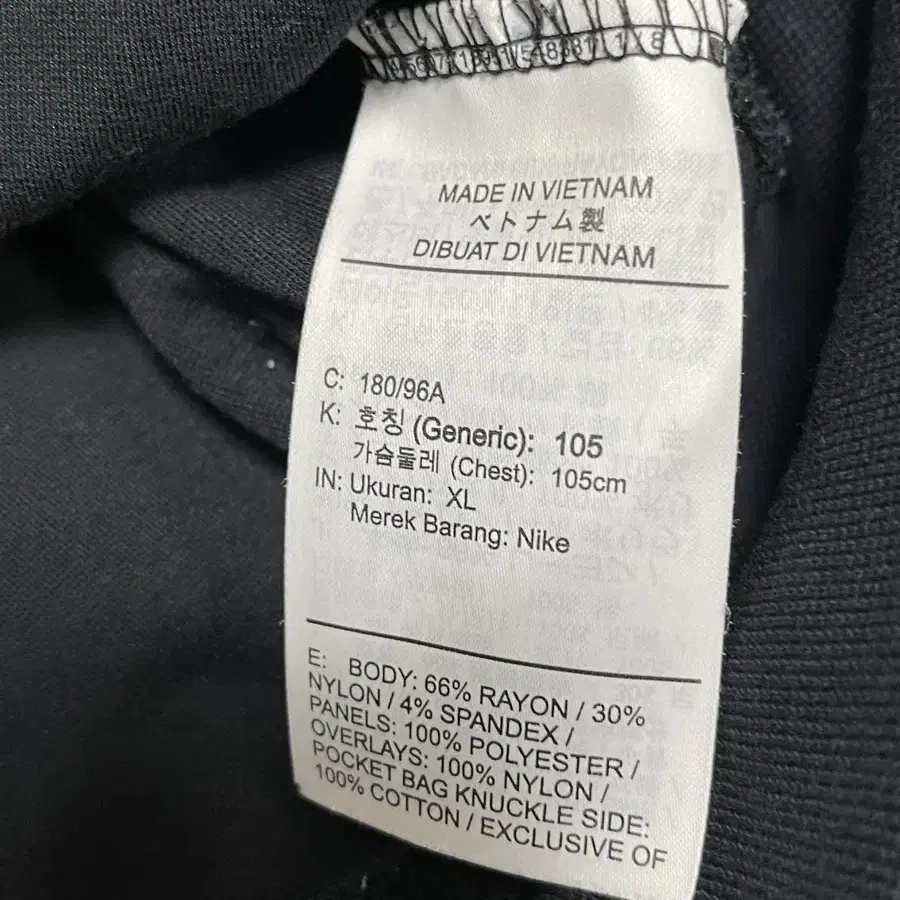 MADE IN VIETNAM
ベトナム製
DIBUAT DI VIETNAM
C: 180/96A
K: 호칭 (Generic): 105
가슴둘레 (Chest): 105cm
IN: Ukuran: XL
Merek Barang: Nike
E: BODY: 66% RAYON / 30%
NYLON / 4% SPANDEX /
PANELS: 100% POLYESTER /
OVERLAYS: 100% NYLON /
POCKET BAG KNUCKLE SIDE:
100% COTTON / EXCLUSIVE OF